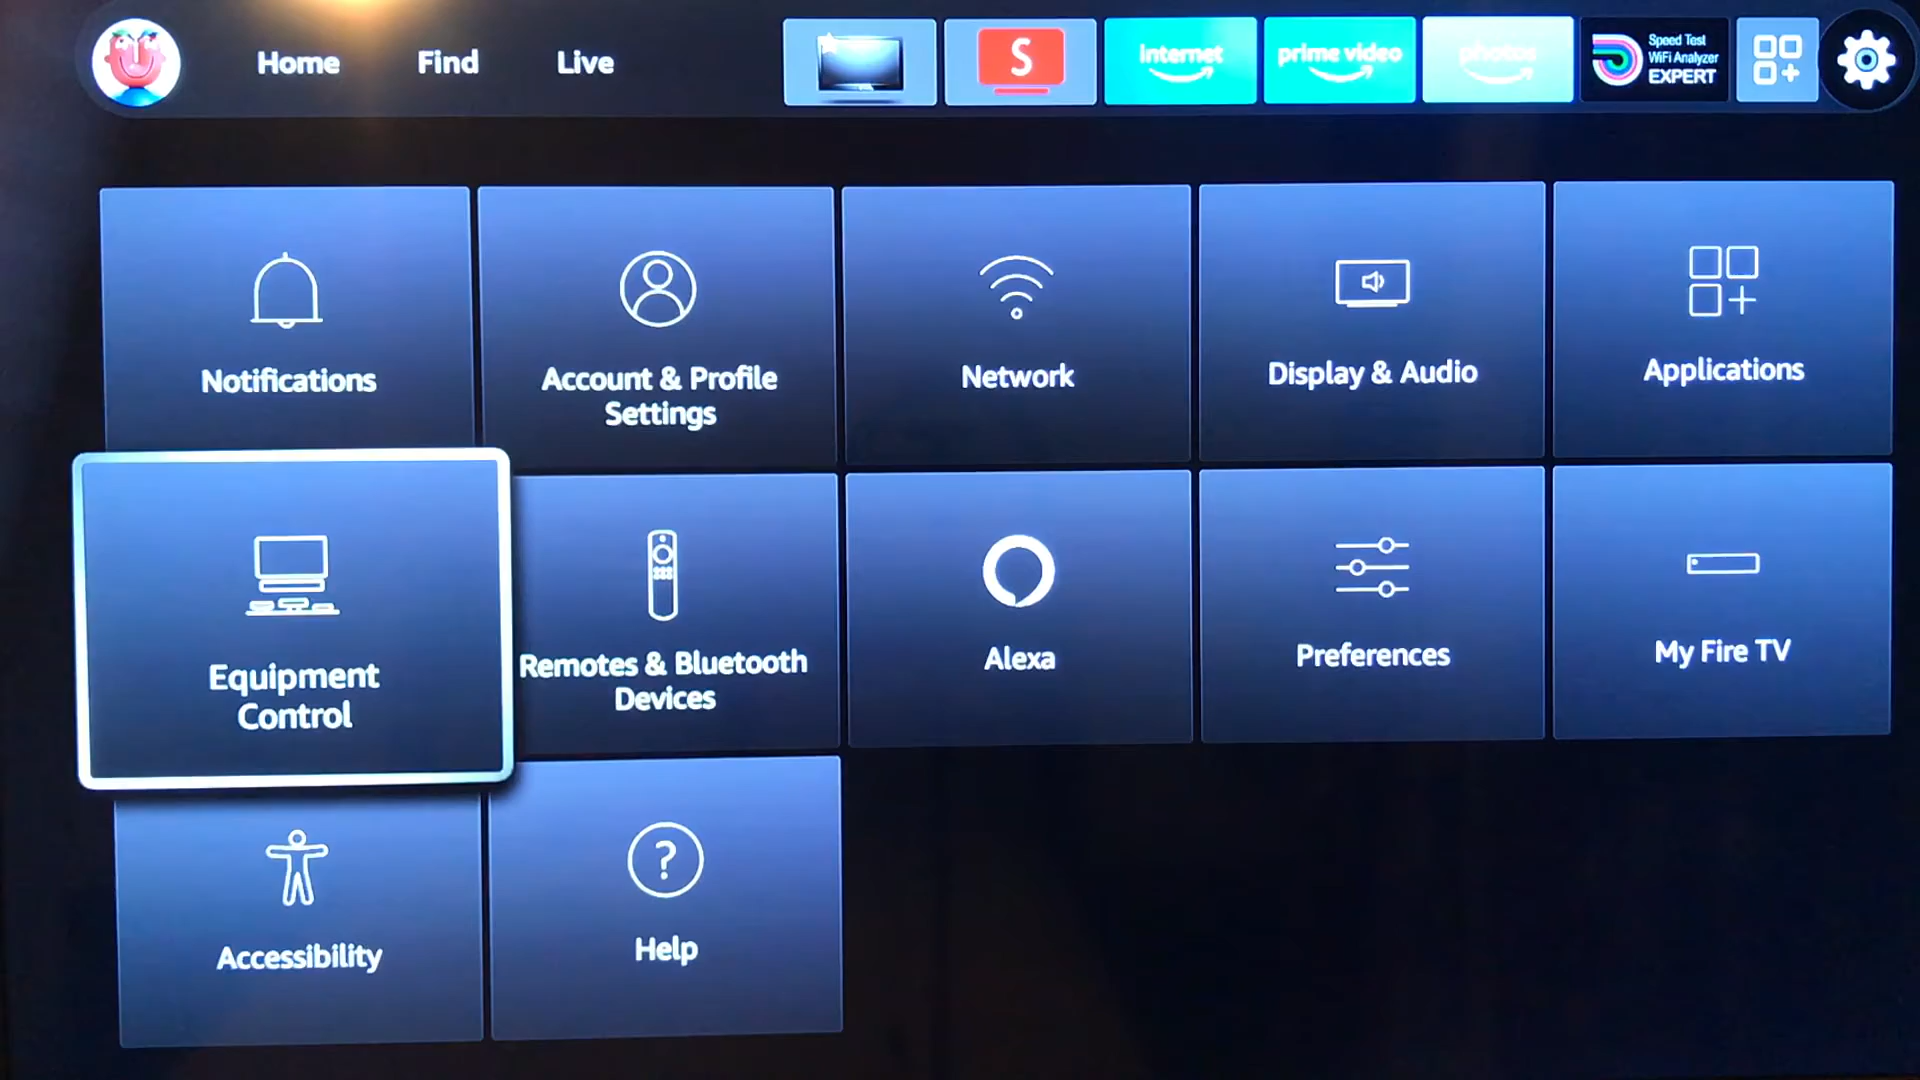 Home
Find
Live
S
internet
prime video
photos
Speed Test
WiFi Analyzer
EXPERT
Notifications
Account & Profile
Settings
Network
Display & Audio
Applications
Equipment
Control
Remotes & Bluetooth
Devices
Alexa
Preferences
My Fire TV
Accessibility
?
Help